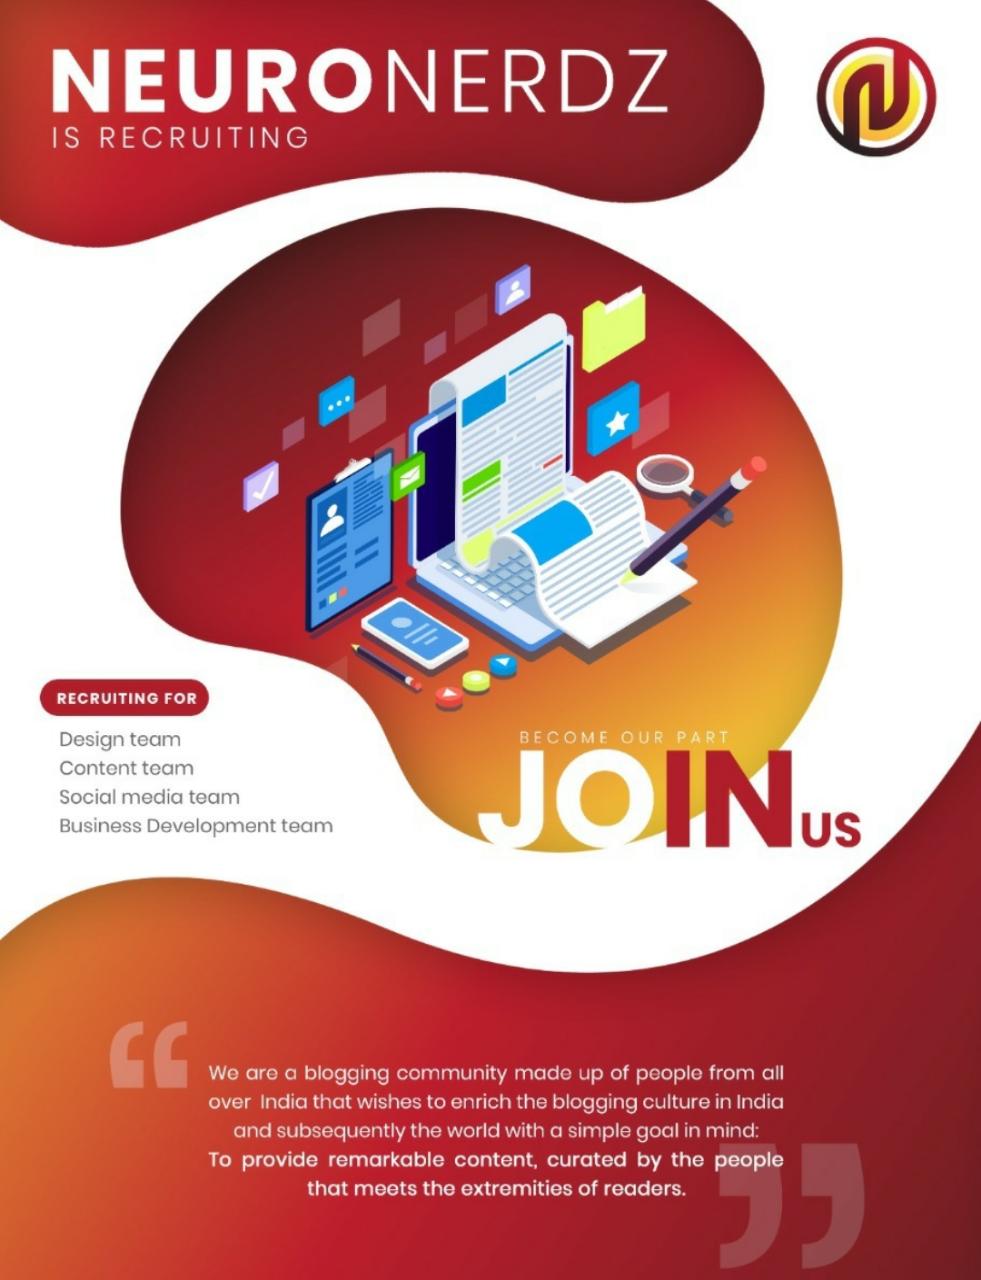 NEURONERDZ
IS RECRUITING
RECRUITING FOR
Design team
Content team
Social media team
Business Development team
BECOME OUR PART
JOIN US
“
We are a blogging community made up of people from all
over India that wishes to enrich the blogging culture in India
and subsequently the world with a simple goal in mind:
To provide remarkable content, curated by the people
that meets the extremities of readers.
”